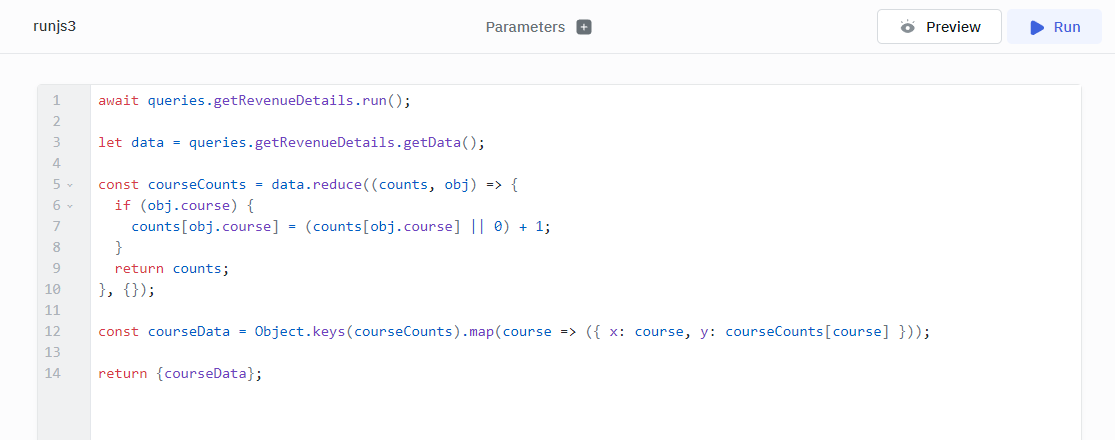 runjs3
Parameters +
Preview
Run
1 await queries.getRevenueDetails.run();
2
3 let data = queries.getRevenueDetails.getData();
4
5 const courseCounts = data.reduce((counts, obj) => {
6   if (obj.course) {
7     counts[obj.course] = (counts[obj.course] || 0) + 1;
8   }
9   return counts;
10 }, {});
11
12 const courseData = Object.keys(courseCounts).map(course => ({ x: course, y: courseCounts[course] }));
13
14 return {courseData};